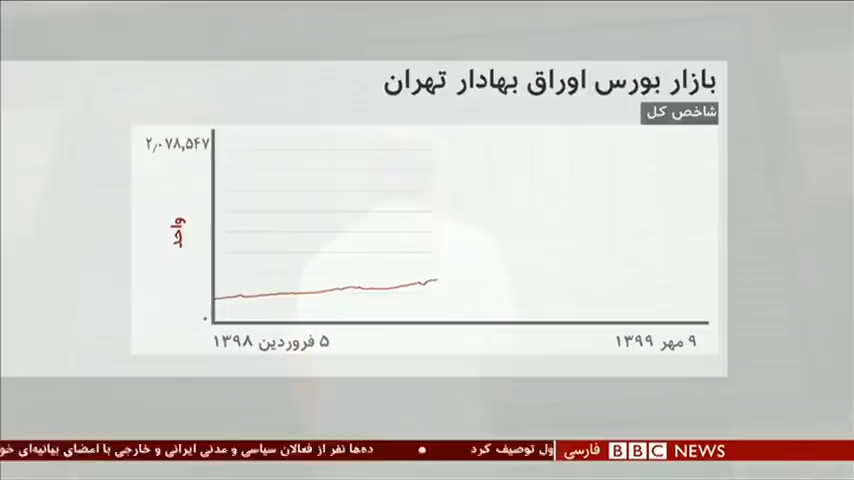 بازار بورس اوراق بهادار تهران
شاخص کل
۲٫۰۷۸,۵۴۷
واحد
۰
۵ فروردین ۱۳۹۸
۹ مهر ۱۳۹۹
BBC NEWS فارسی
ول توصیف کرد • ده‌ها نفر از فعالان سیاسی و مدنی ایرانی و خارجی با امضای بیانیه‌ای خو